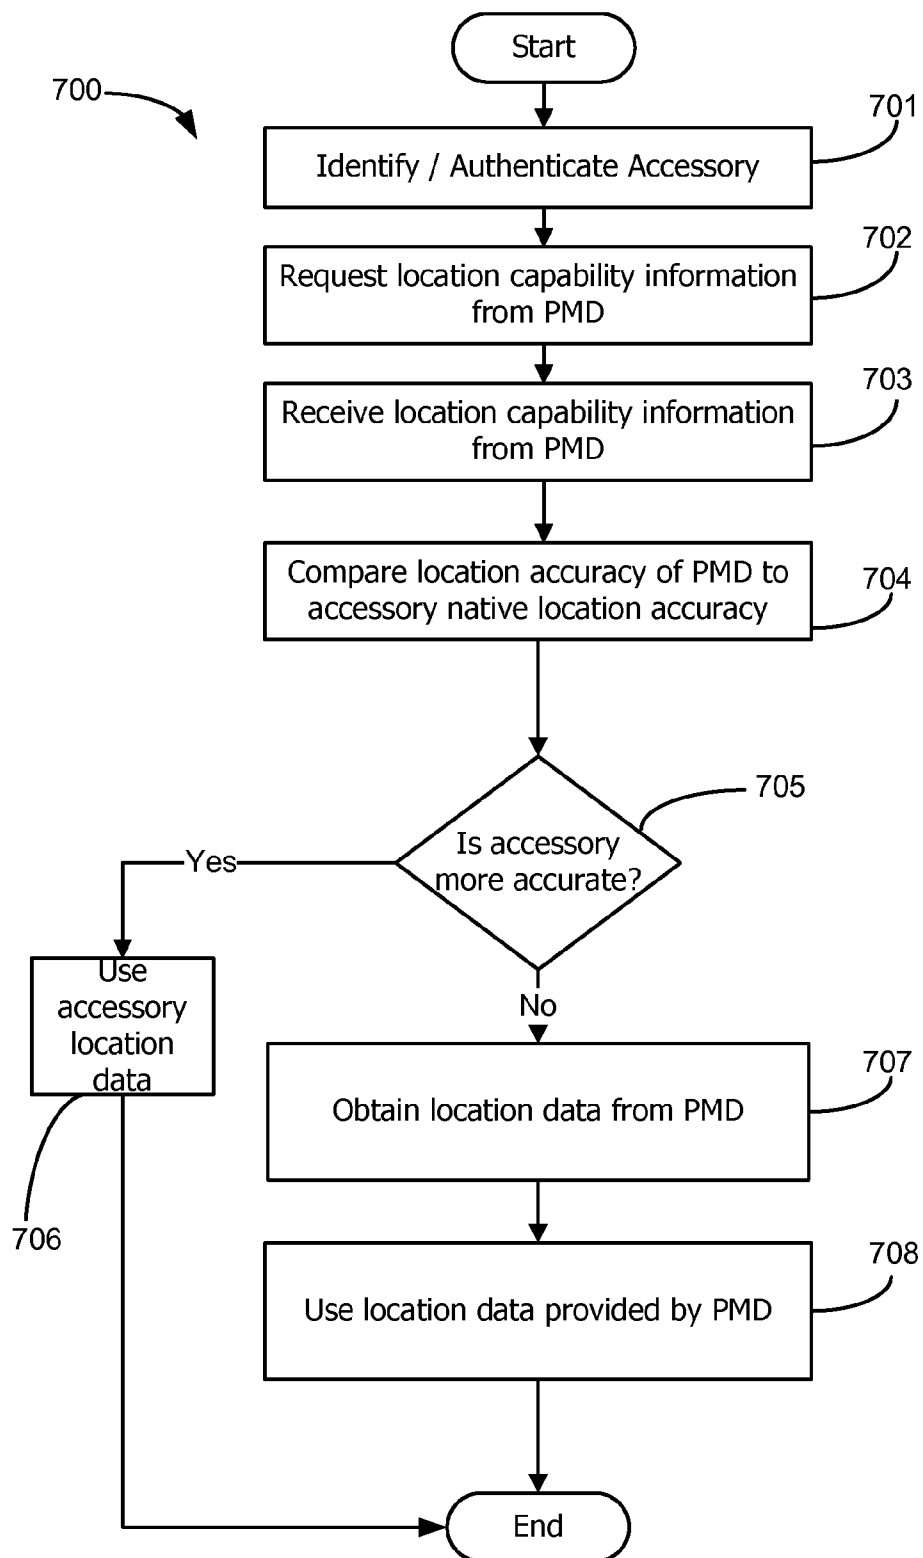 Start
700
701
Identify / Authenticate Accessory
702
Request location capability information
from PMD
703
Receive location capability information
from PMD
Compare location accuracy of PMD to
accessory native location accuracy
704
705
Is accessory
more accurate?
Yes
No
Use
accessory
location
data
706
707
Obtain location data from PMD
708
Use location data provided by PMD
End